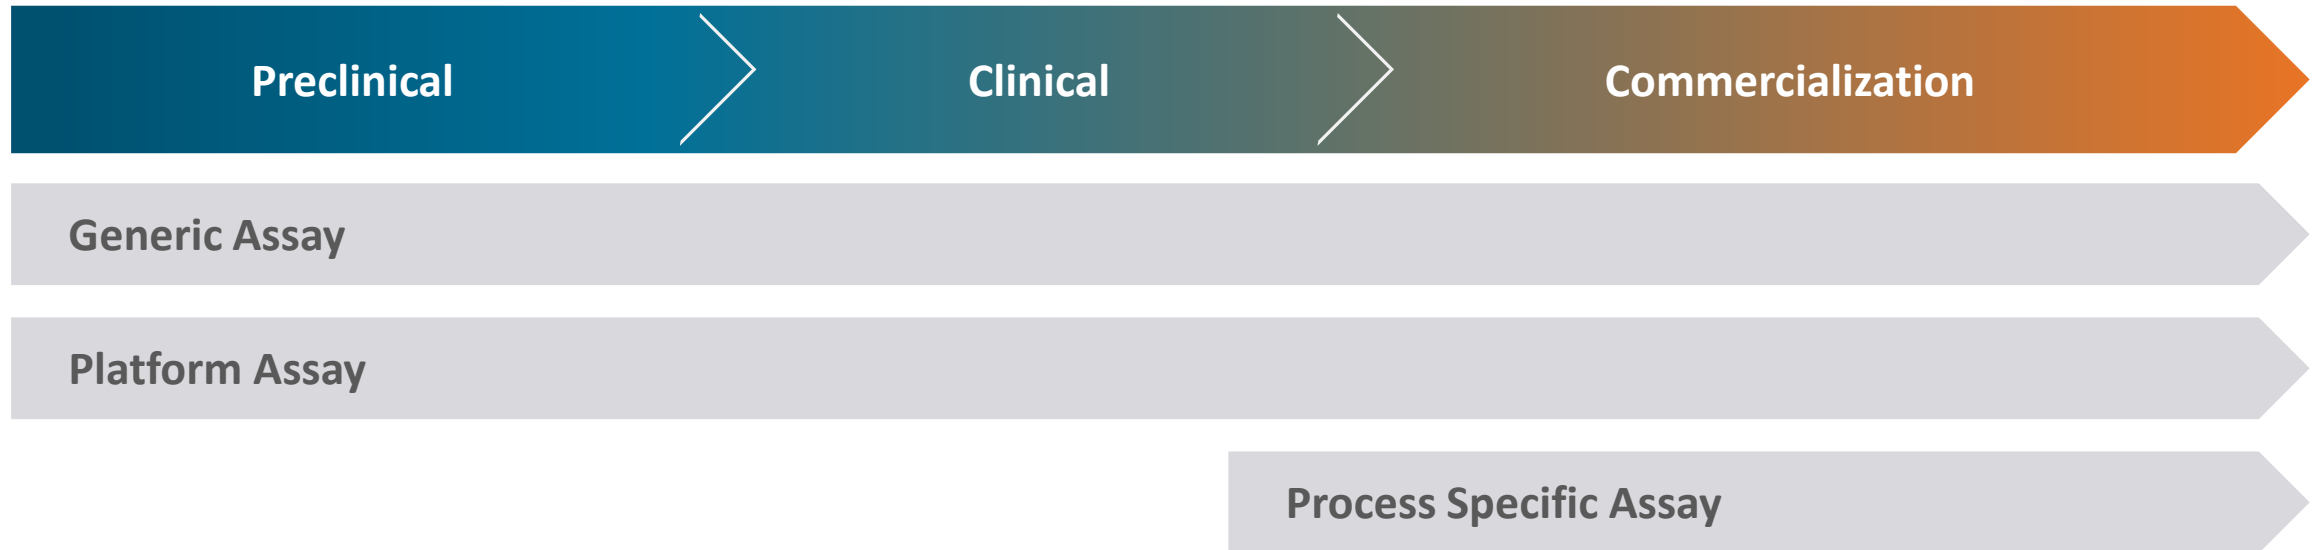 Preclinical
Clinical
Commercialization
Generic Assay
Platform Assay
Process Specific Assay